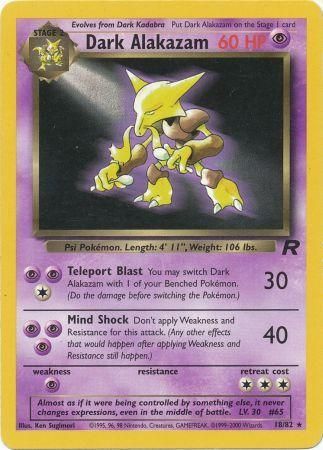 Evolves from Dark Kadabra Put Dark Alakazam on the Stage 1 card
STAGE 2
Dark Alakazam 60 HP
Psi Pokémon. Length: 4' 11", Weight: 106 lbs.
R
Teleport Blast You may switch Dark
Alakazam with 1 of your Benched Pokémon.
(Do the damage before switching the Pokémon.)
30
Mind Shock Don't apply Weakness and
Resistance for this attack. (Any other effects
that would happen after applying Weakness and
Resistance still happen.)
40
weakness resistance retreat cost
Almost as if it were being controlled by something else, it never
changes expressions, even in the middle of battle. LV. 30 #65
Illus. Ken Sugimori ©1995, 96, 98 Nintendo, Creatures, GAMEFREAK. ©1999-2000 Wizards. 18/82 ★